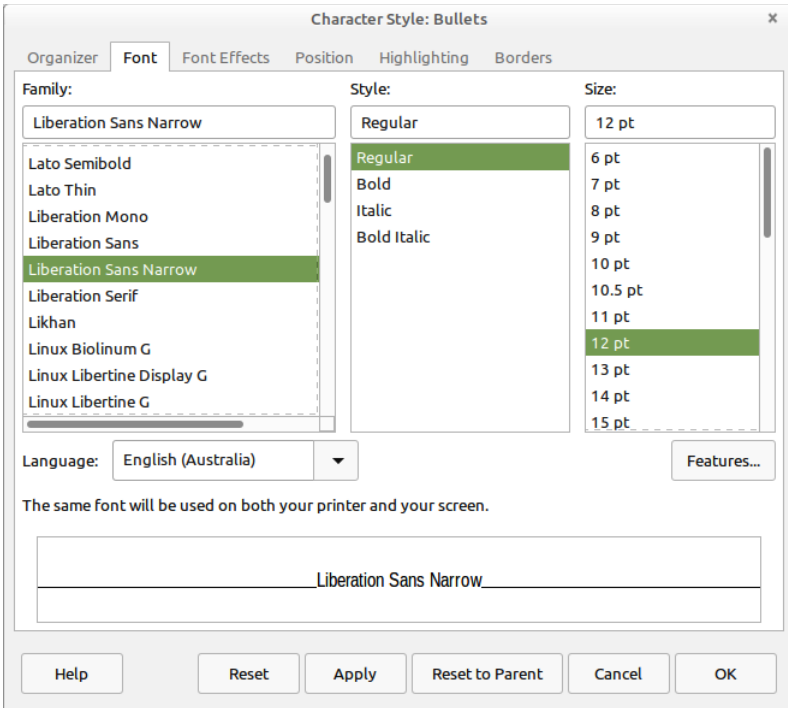 Character Style: Bullets ×
Organizer Font Font Effects Position Highlighting Borders
Family: Style: Size:
Liberation Sans Narrow Regular 12 pt
Lato Semibold
Lato Thin
Liberation Mono
Liberation Sans
Liberation Sans Narrow
Liberation Serif
Likhan
Linux Biolinum G
Linux Libertine Display G
Linux Libertine G
Regular
Bold
Italic
Bold Italic
6 pt
7 pt
8 pt
9 pt
10 pt
10.5 pt
11 pt
12 pt
13 pt
14 pt
15 pt
Language: English (Australia) Features...
The same font will be used on both your printer and your screen.
Liberation Sans Narrow
Help Reset Apply Reset to Parent Cancel OK